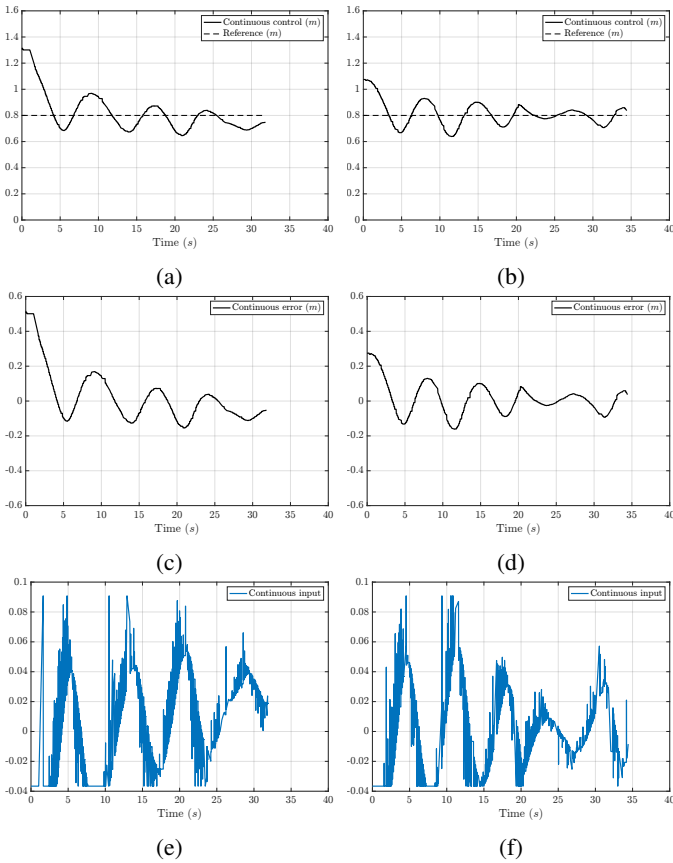 1.6
1.4
1.2
1
0.8
0.6
0.4
0.2
0
Continuous control (m)
Reference (m)
0 5 10 15 20 25 30 35 40
Time (s)
(a)
1.6
1.4
1.2
1
0.8
0.6
0.4
0.2
0
Continuous control (m)
Reference (m)
0 5 10 15 20 25 30 35 40
Time (s)
(b)
0.6
0.4
0.2
0
-0.2
-0.4
-0.6
Continuous error (m)
0 5 10 15 20 25 30 35 40
Time (s)
(c)
0.6
0.4
0.2
0
-0.2
-0.4
-0.6
Continuous error (m)
0 5 10 15 20 25 30 35 40
Time (s)
(d)
0.1
0.08
0.06
0.04
0.02
0
-0.02
-0.04
Continuous input
0 5 10 15 20 25 30 35 40
Time (s)
(e)
0.1
0.08
0.06
0.04
0.02
0
-0.02
-0.04
Continuous input
0 5 10 15 20 25 30 35 40
Time (s)
(f)